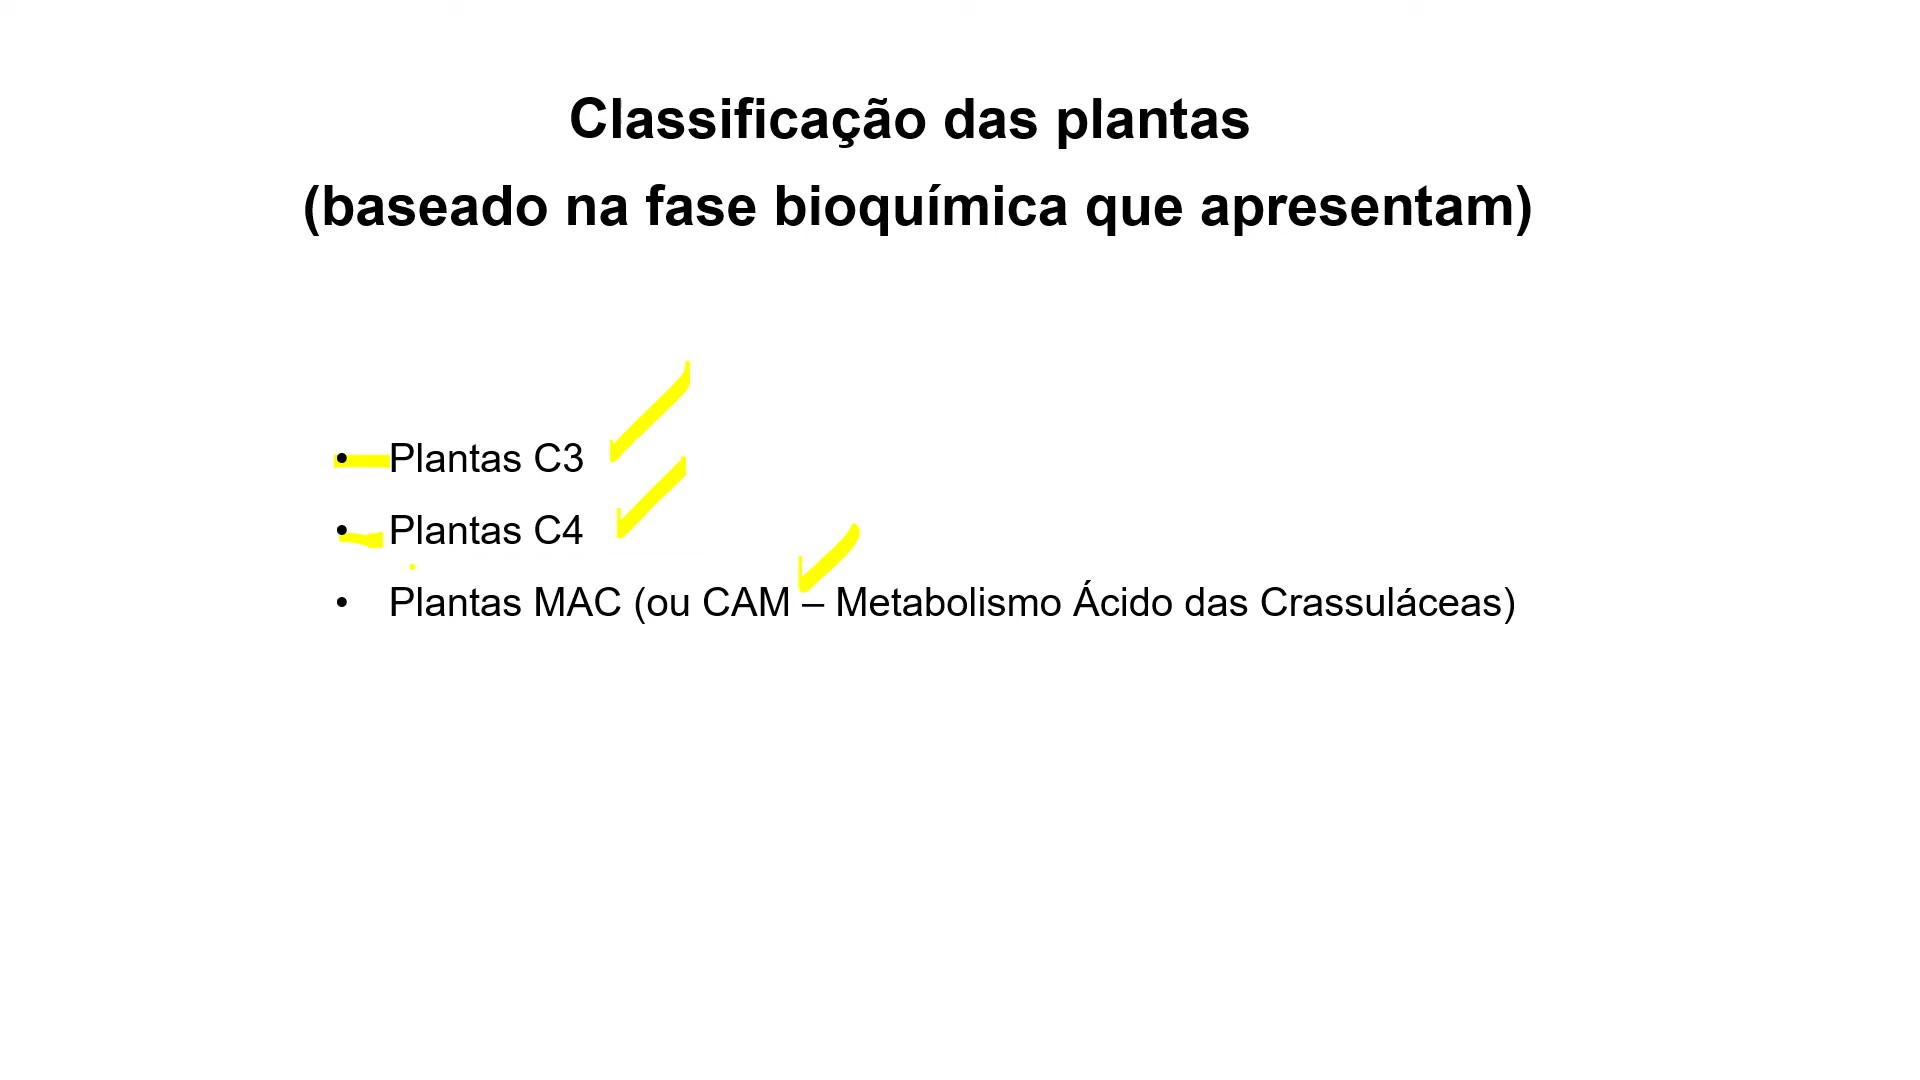 Classificação das plantas
(baseado na fase bioquímica que apresentam)
• Plantas C3
• Plantas C4
• Plantas MAC (ou CAM – Metabolismo Ácido das Crassuláceas)